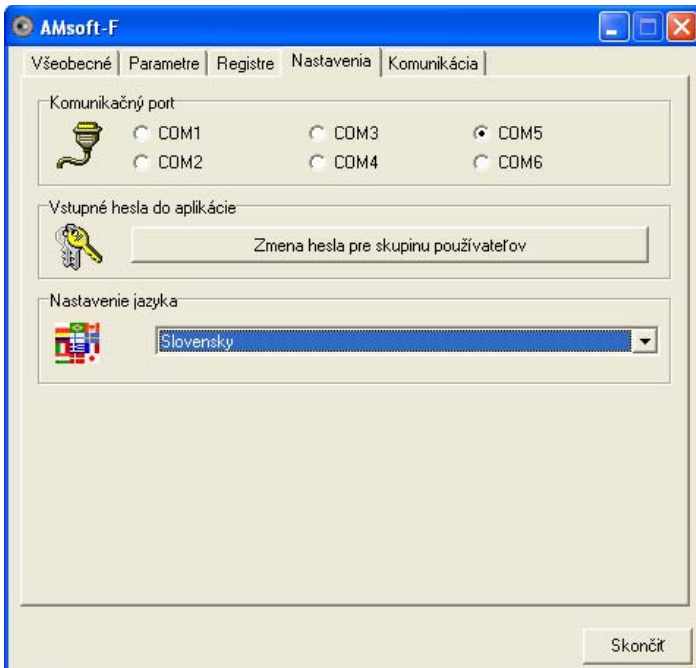 AMsoft-F
Všeobecné Parametre Registre Nastavenia Komunikácia
Komunikačný port
COM1 COM3 COM5
COM2 COM4 COM6
Vstupné hesla do aplikácie
Zmena hesla pre skupinu používateľov
Nastavenie jazyka
Slovensky
Skončiť